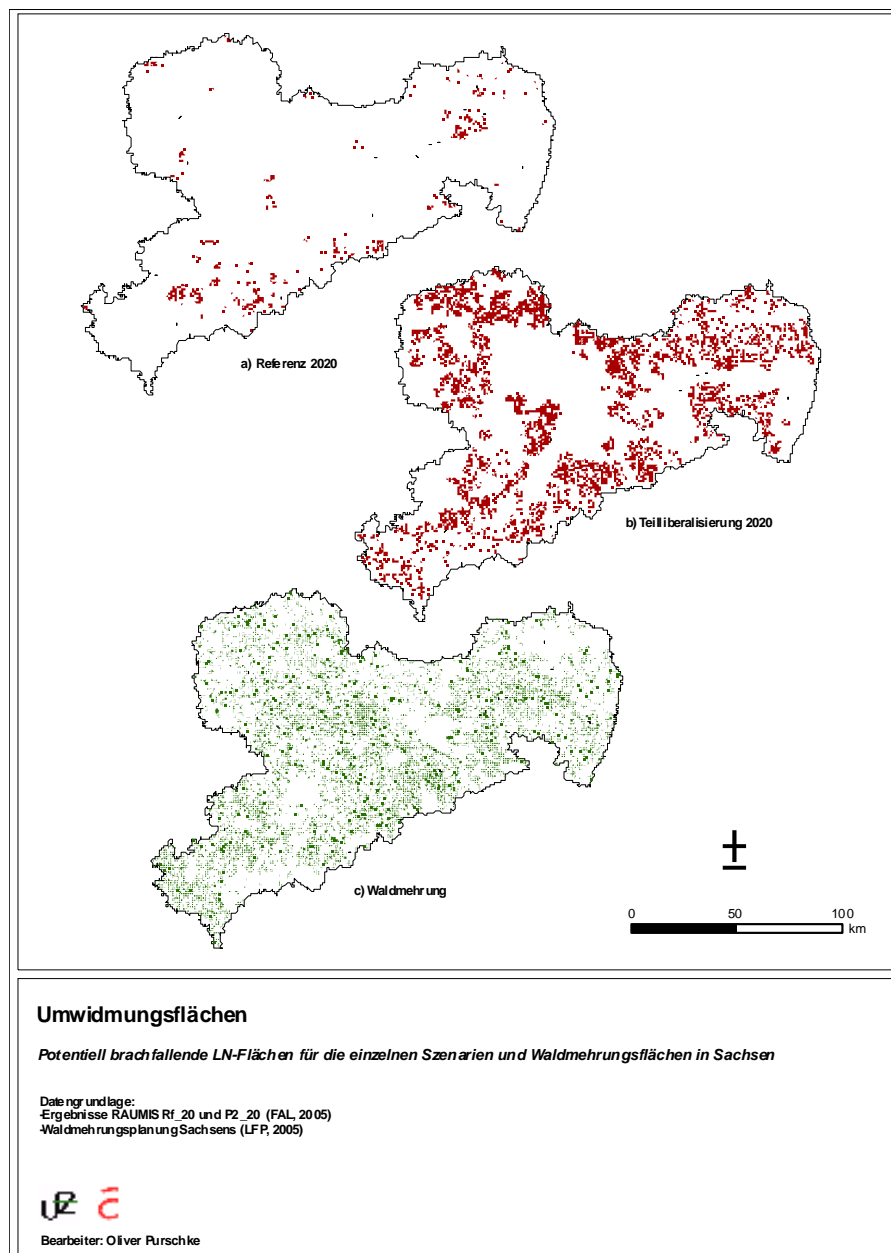 a) Referenz 2020
b) Teilliberalisierung 2020
c) Waldmehrung
0 50 100
km
Umwidmungsflächen
Potentiell brachfallende LN-Flächen für die einzelnen Szenarien und Waldmehrungsflächen in Sachsen
Datengrundlage:
-Ergebnisse RAUMIS Rf_20 und P2_20 (FAL, 2005)
-Waldmehrungsplanung Sachsens (LFP, 2005)
Bearbeiter: Oliver Purschke